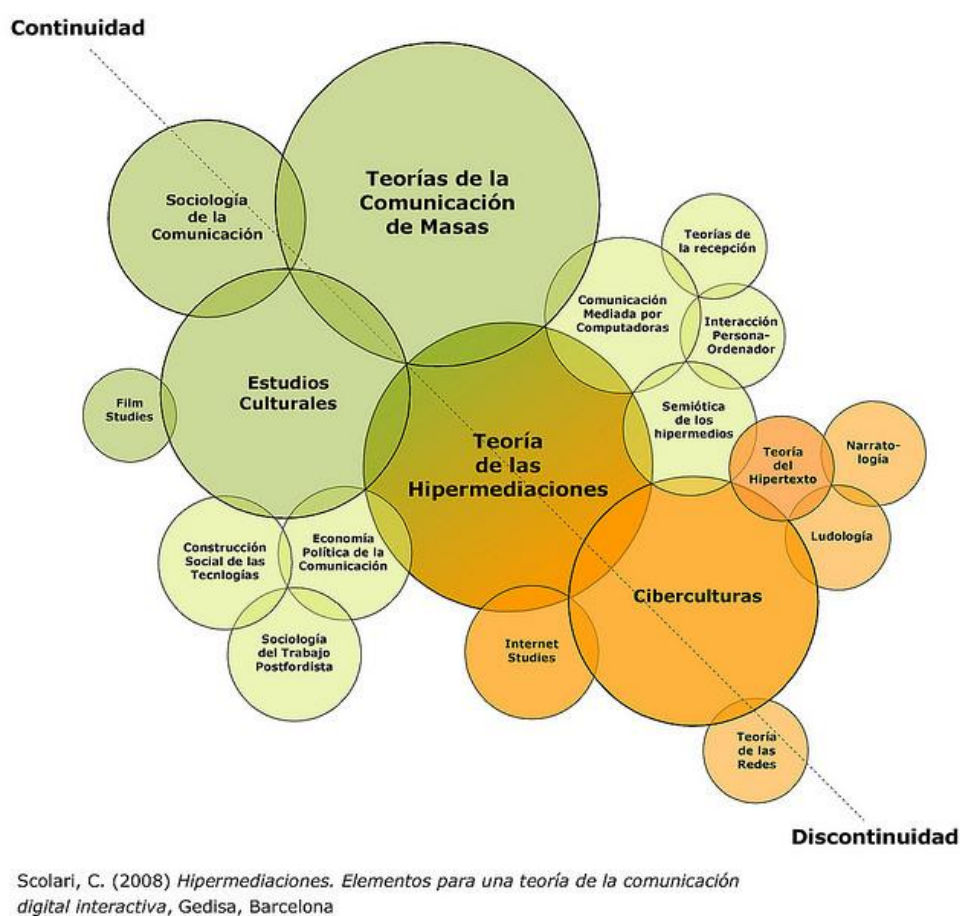 Continuidad
Teorías de la
Comunicación
de Masas
Sociología
de la
Comunicación
Teorías de
la recepción
Comunicación
Mediada por
Computadoras
Interacción
Persona-
Ordenador
Estudios
Culturales
Film
Studies
Semiótica
de los
hipermedios
Teoría
de las
Hipermediaciones
Teoría
del
Hipertexto
Narrato-
logía
Ludología
Construcción
Social de las
Tecnlogías
Economía
Política de la
Comunicación
Ciberculturas
Sociología
del Trabajo
Postfordista
Internet
Studies
Teoría
de las
Redes
Discontinuidad
Scolari, C. (2008) Hipermediaciones. Elementos para una teoría de la comunicación
digital interactiva, Gedisa, Barcelona